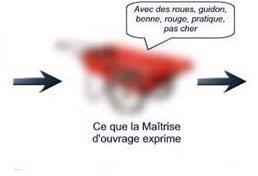 Avec des roues, guidon,
benne, rouge, pratique,
pas cher
Ce que la Maîtrise
d'ouvrage exprime